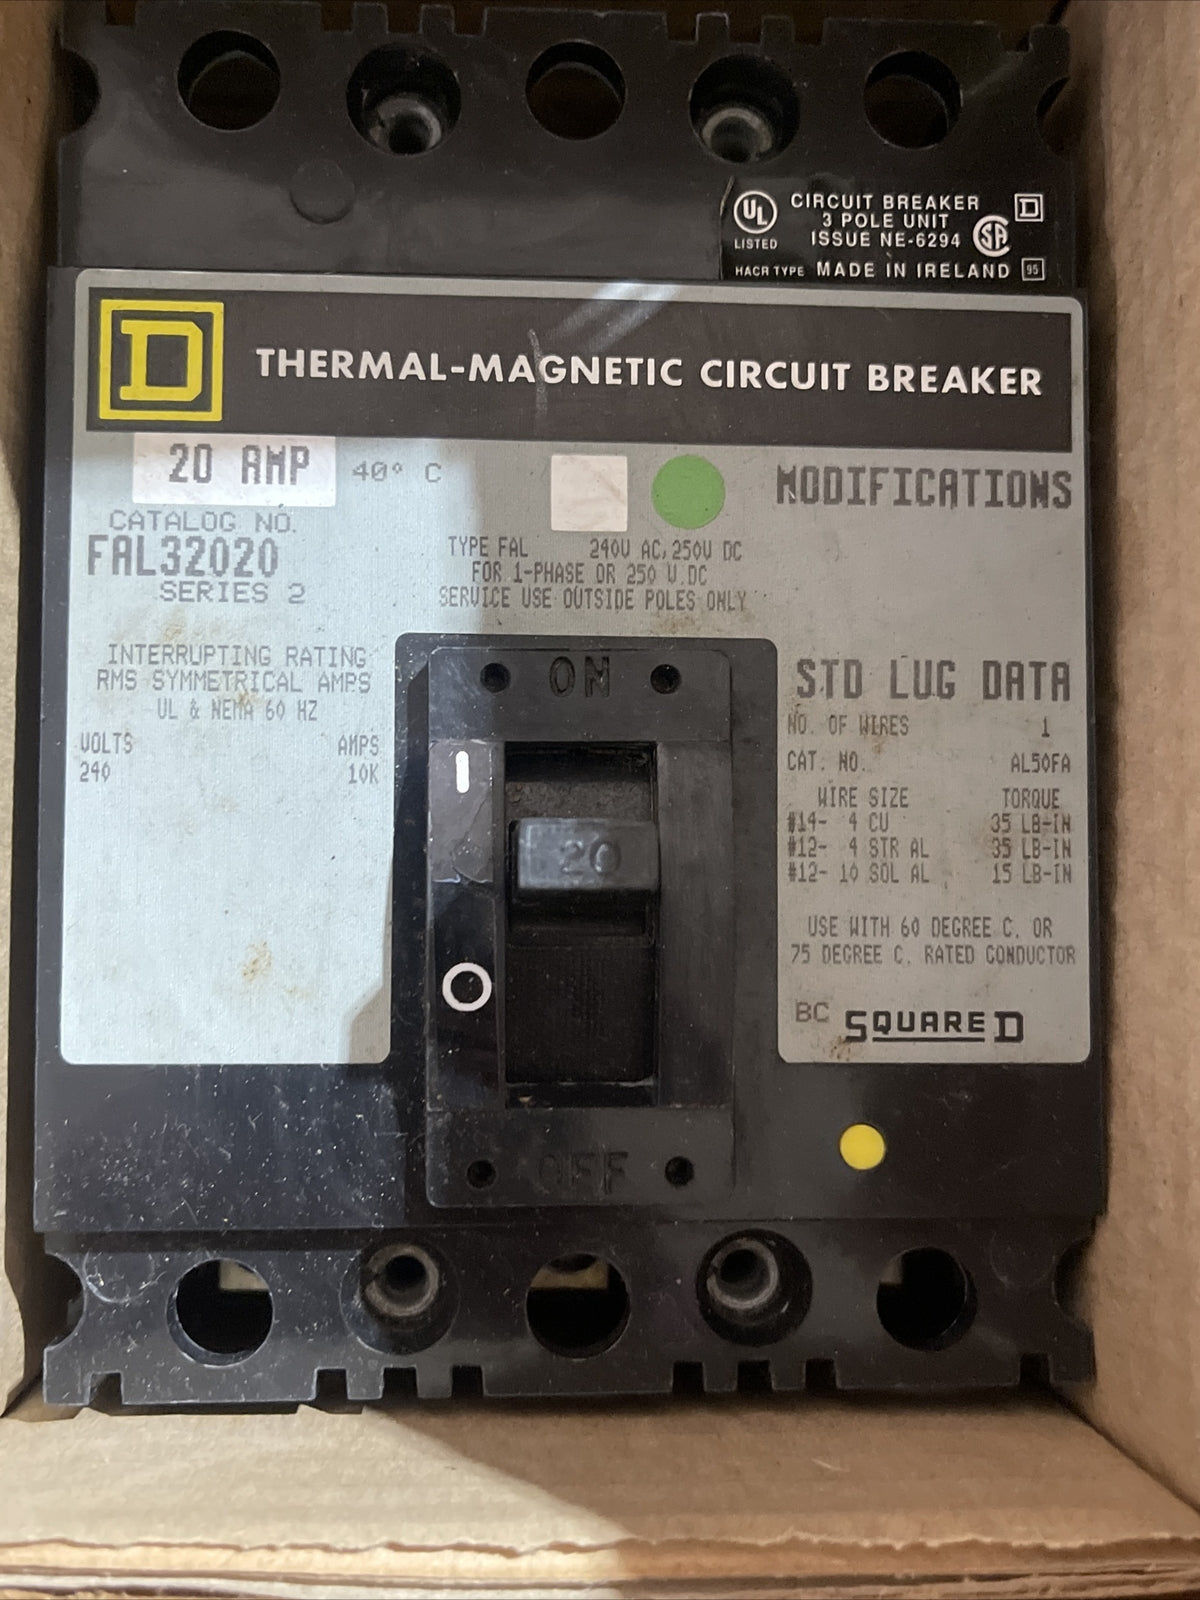 UL
LISTED
CIRCUIT BREAKER
3 POLE UNIT
ISSUE NE-6294
SA
D
HACR TYPE MADE IN IRELAND 95
D
THERMAL-MAGNETIC CIRCUIT BREAKER
20 AMP 40° C
CATALOG NO.
FAL32020
SERIES 2
TYPE FAL 240V AC,250V DC
FOR 1-PHASE OR 250 V.DC
SERVICE USE OUTSIDE POLES ONLY
MODIFICATIONS
INTERRUPTING RATING
RMS SYMMETRICAL AMPS
UL & NEMA 60 HZ
VOLTS AMPS
240 10K
ON
I
20
O
OFF
STD LUG DATA
NO. OF WIRES 1
CAT. NO. AL50FA
WIRE SIZE TORQUE
#14- 4 CU 35 LB-IN
#12- 4 STR AL 35 LB-IN
#12- 10 SOL AL 15 LB-IN
USE WITH 60 DEGREE C. OR
75 DEGREE C. RATED CONDUCTOR
BC SQUARE D